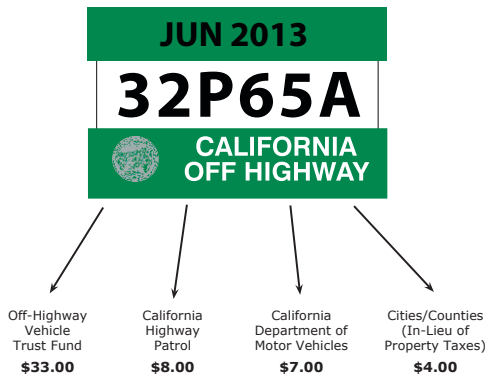 JUN 2013
32P65A
CALIFORNIA
OFF HIGHWAY
Off-Highway
Vehicle
Trust Fund
$33.00
California
Highway
Patrol
$8.00
California
Department of
Motor Vehicles
$7.00
Cities/Counties
(In-Lieu of
Property Taxes)
$4.00